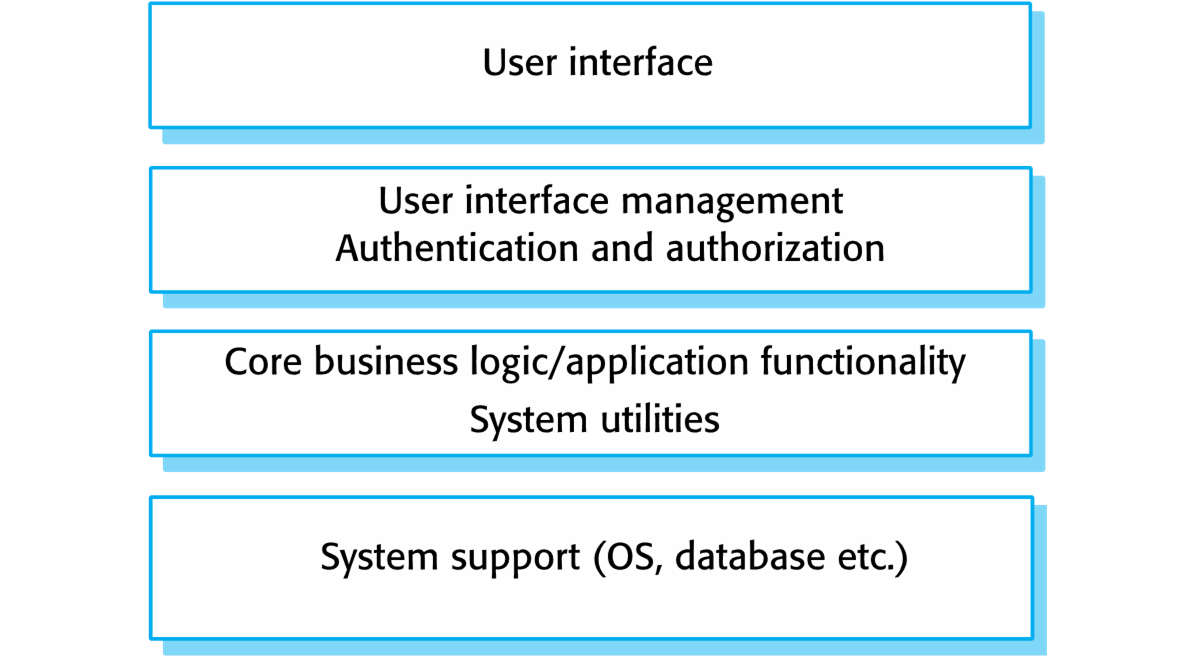 User interface
User interface management
Authentication and authorization
Core business logic/application functionality
System utilities
System support (OS, database etc.)